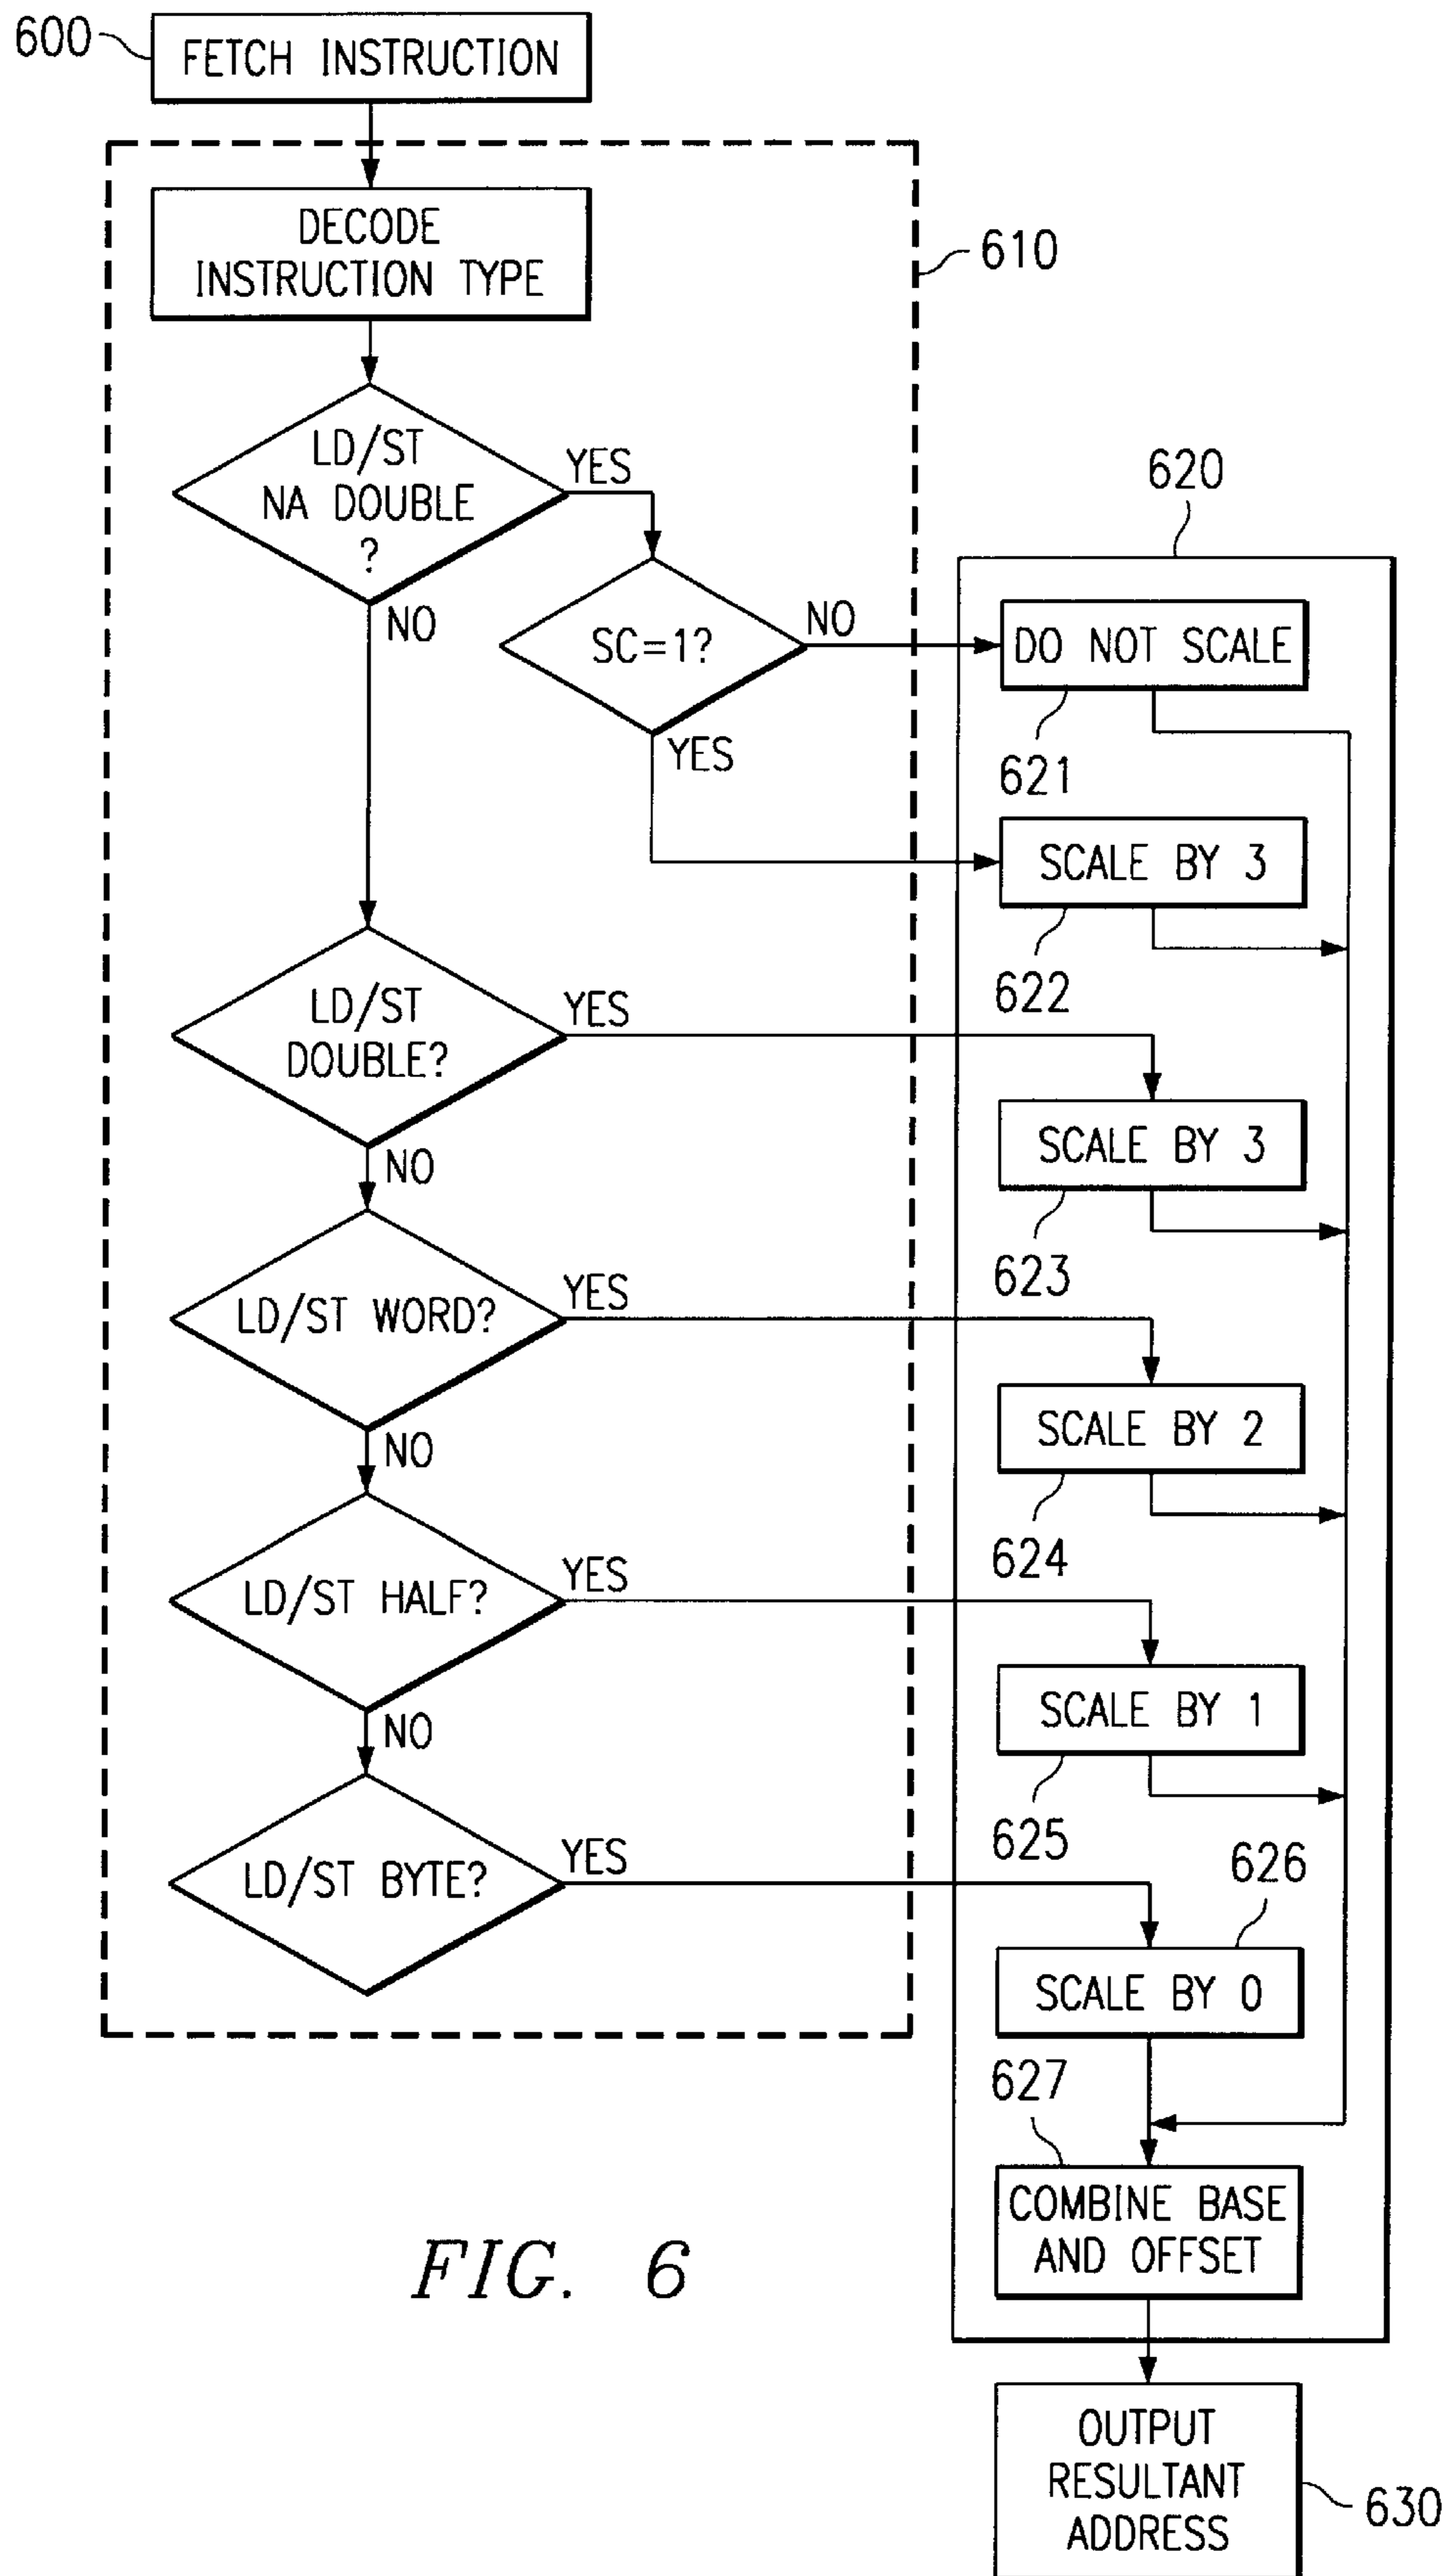 600
FETCH INSTRUCTION
DECODE
INSTRUCTION TYPE
610
LD/ST
NA DOUBLE
?
YES
NO
SC=1?
NO
YES
620
DO NOT SCALE
621
SCALE BY 3
622
LD/ST
DOUBLE?
YES
NO
SCALE BY 3
623
LD/ST WORD?
YES
NO
SCALE BY 2
624
LD/ST HALF?
YES
NO
SCALE BY 1
625
LD/ST BYTE?
YES
626
SCALE BY 0
627
COMBINE BASE
AND OFFSET
FIG. 6
OUTPUT
RESULTANT
ADDRESS
630